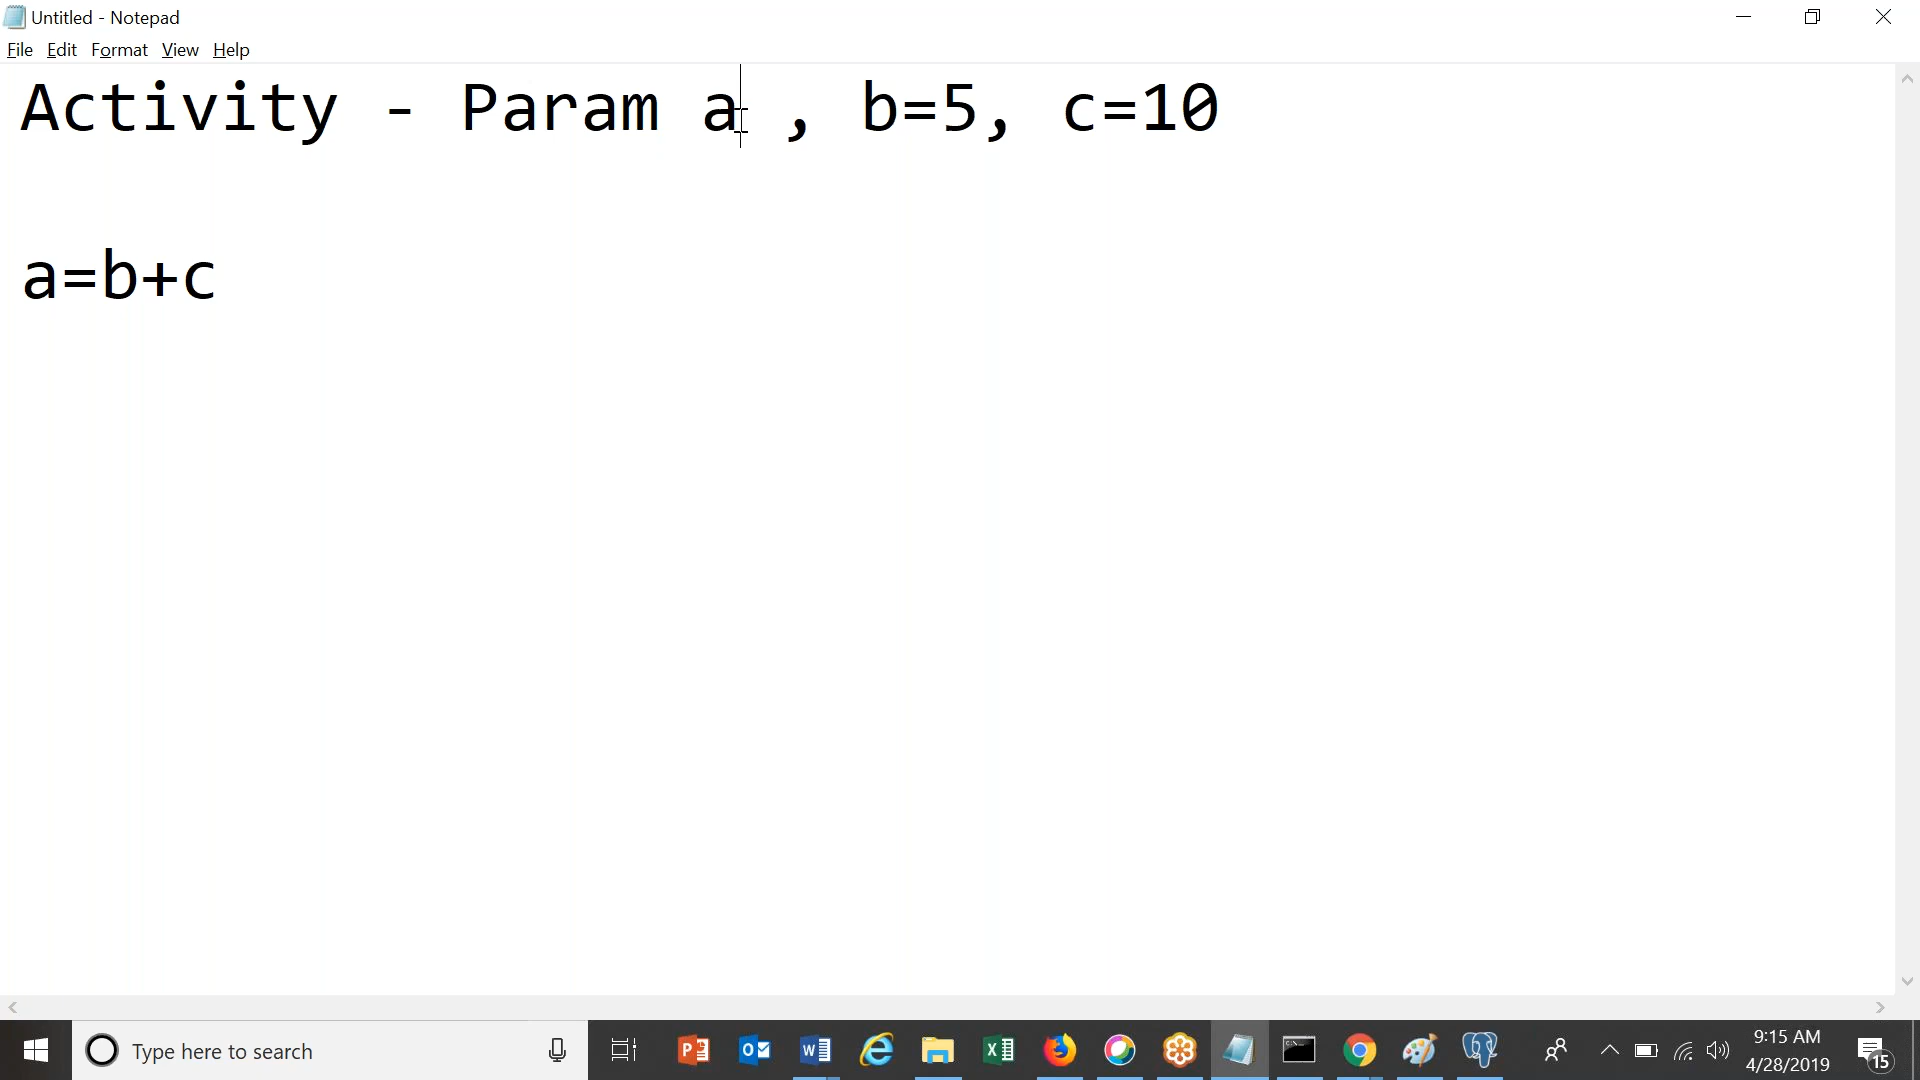 Untitled - Notepad
File Edit Format View Help
Activity - Param a , b=5, c=10
a=b+c
Type here to search
9:15 AM
4/28/2019
15